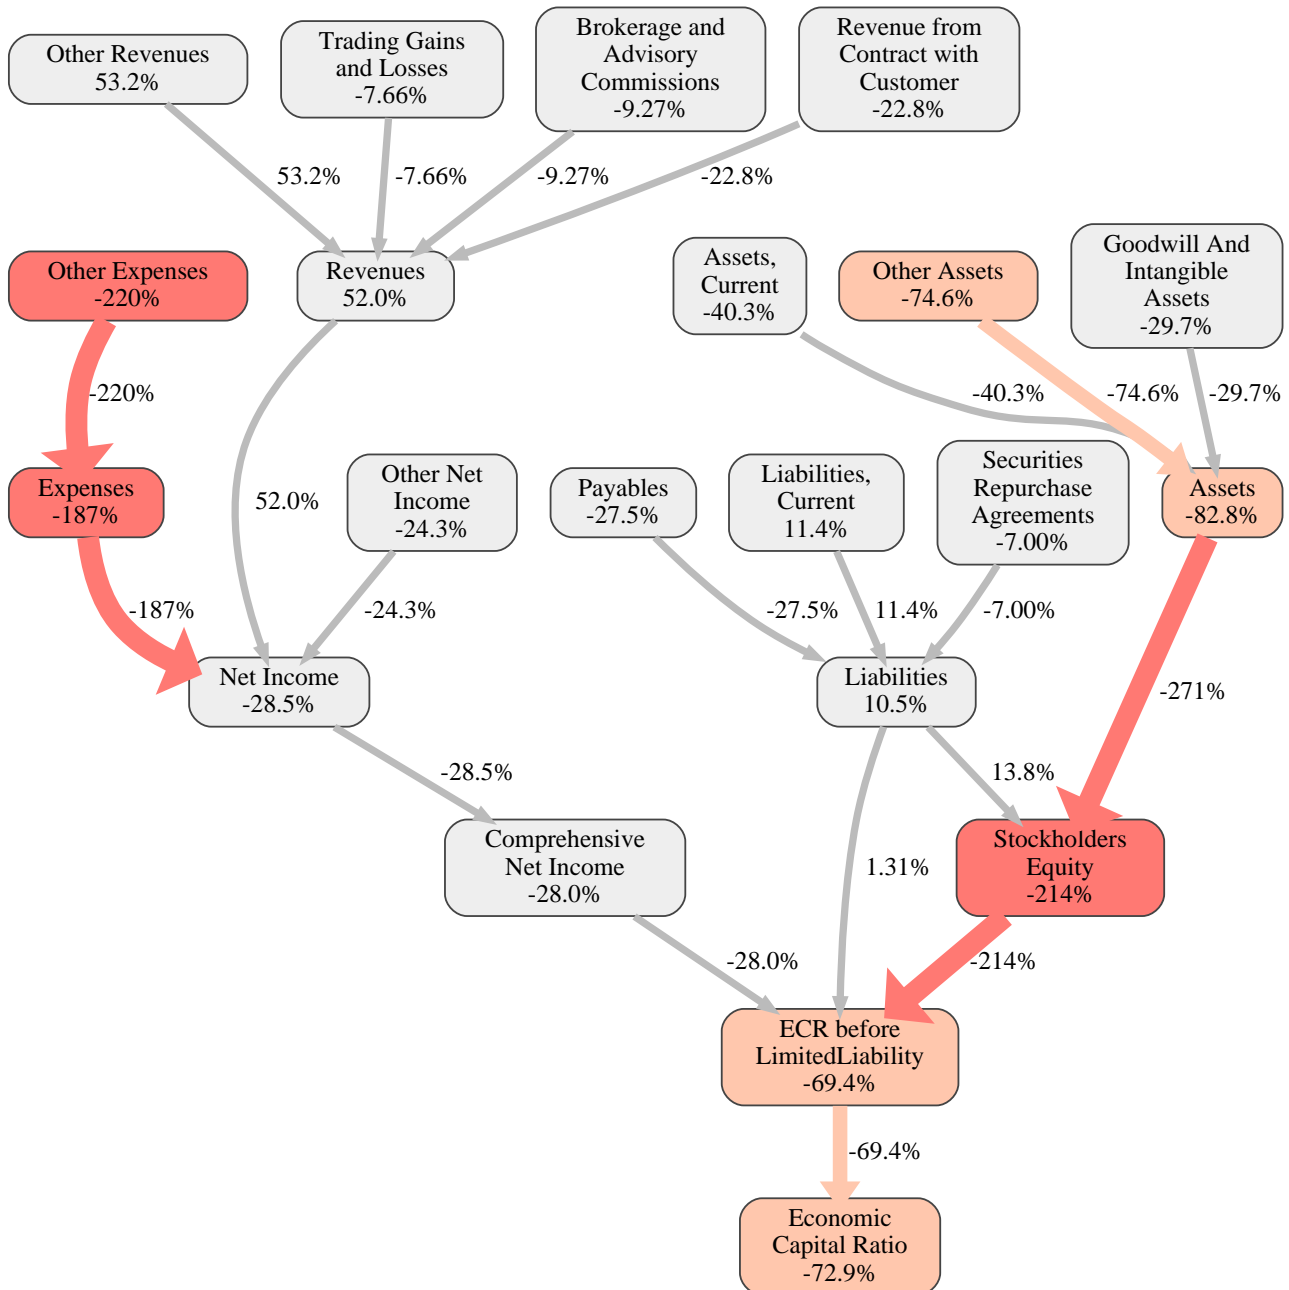 Other Revenues
53.2%
Trading Gains
and Losses
-7.66%
Brokerage and
Advisory
Commissions
-9.27%
Revenue from
Contract with
Customer
-22.8%
53.2%
-7.66%
-9.27%
-22.8%
Other Expenses
-220%
Revenues
52.0%
Assets,
Current
-40.3%
Other Assets
-74.6%
Goodwill And
Intangible
Assets
-29.7%
-220%
-40.3%
-74.6%
-29.7%
Expenses
-187%
52.0%
Other Net
Income
-24.3%
Payables
-27.5%
Liabilities,
Current
11.4%
Securities
Repurchase
Agreements
-7.00%
Assets
-82.8%
-187%
-24.3%
-27.5%
11.4%
-7.00%
Net Income
-28.5%
Liabilities
10.5%
-271%
-28.5%
13.8%
Comprehensive
Net Income
-28.0%
1.31%
Stockholders
Equity
-214%
-28.0%
-214%
ECR before
LimitedLiability
-69.4%
-69.4%
Economic
Capital Ratio
-72.9%